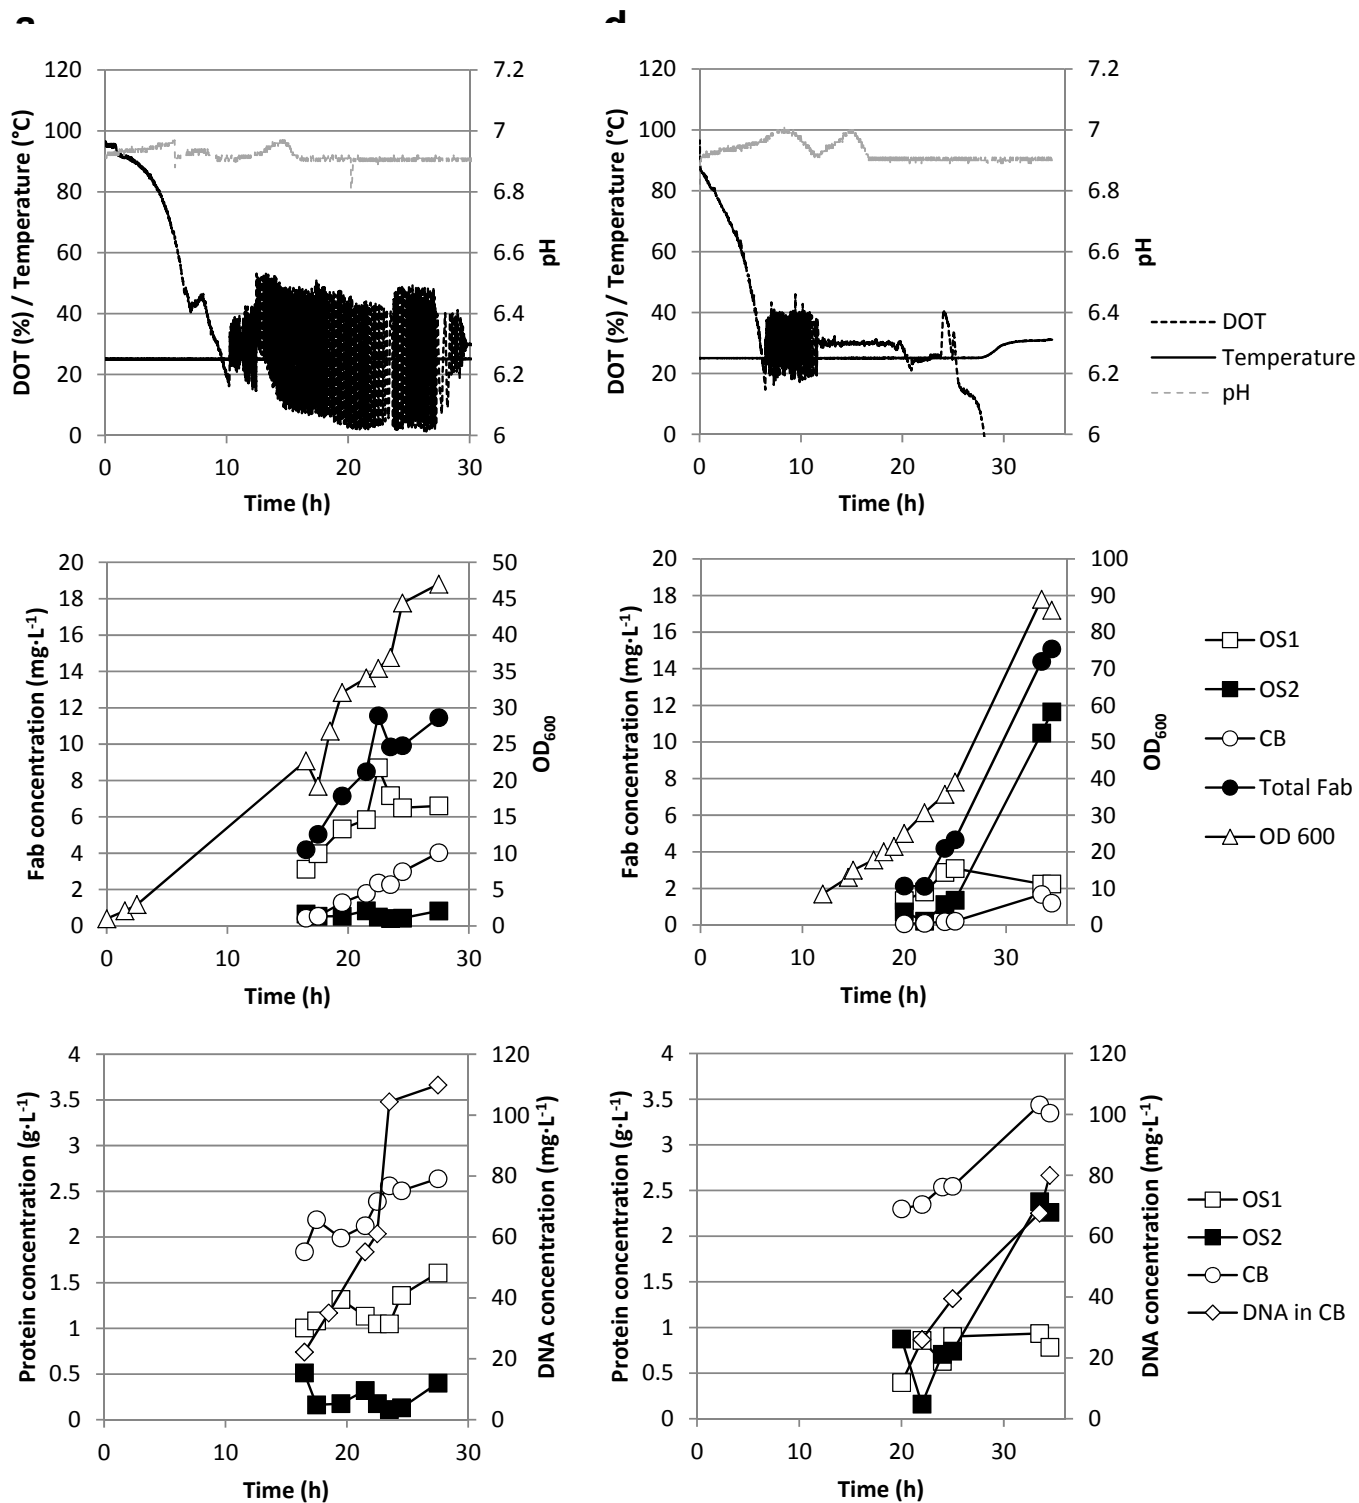 120
100
80
60
40
20
0
DOT (%) / Temperature (°C)
7.2
7
6.8
6.6
6.4
6.2
6
pH
0 10 20 30
Time (h)
120
100
80
60
40
20
0
DOT (%) / Temperature (°C)
7.2
7
6.8
6.6
6.4
6.2
6
pH
0 10 20 30
Time (h)
DOT
Temperature
pH
20
18
16
14
12
10
8
6
4
2
0
Fab concentration (mg·L-1)
50
45
40
35
30
25
20
15
10
5
0
OD600
0 10 20 30
Time (h)
20
18
16
14
12
10
8
6
4
2
0
Fab concentration (mg·L-1)
100
90
80
70
60
50
40
30
20
10
0
OD600
0 10 20 30
Time (h)
OS1
OS2
CB
Total Fab
OD 600
4
3.5
3
2.5
2
1.5
1
0.5
0
Protein concentration (g·L-1)
120
100
80
60
40
20
0
DNA concentration (mg·L-1)
0 10 20 30
Time (h)
4
3.5
3
2.5
2
1.5
1
0.5
0
Protein concentration (g·L-1)
120
100
80
60
40
20
0
DNA concentration (mg·L-1)
0 10 20 30
Time (h)
OS1
OS2
CB
DNA in CB